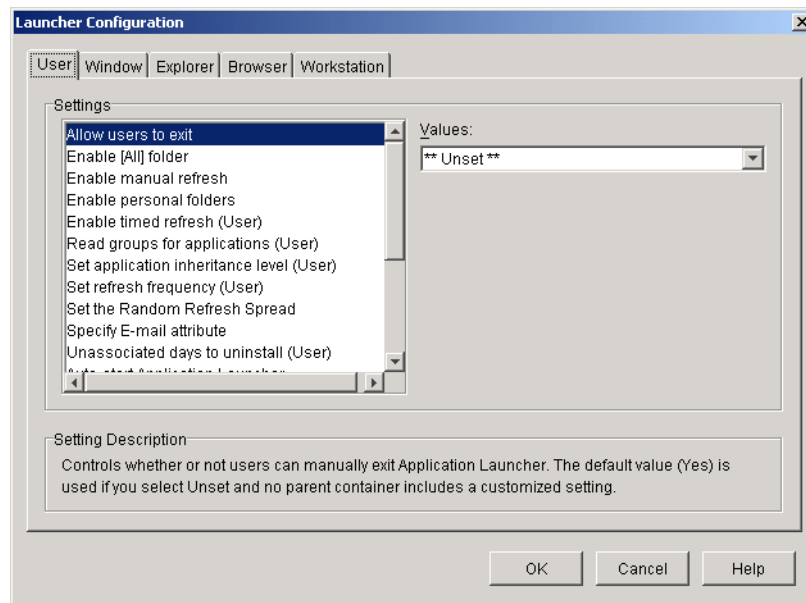 Launcher Configuration
User Window Explorer Browser Workstation
Settings
Allow users to exit
Enable [All] folder
Enable manual refresh
Enable personal folders
Enable timed refresh (User)
Read groups for applications (User)
Set application inheritance level (User)
Set refresh frequency (User)
Set the Random Refresh Spread
Specify E-mail attribute
Unassociated days to uninstall (User)
Auto-start Application Launcher
Values:
** Unset **
Setting Description
Controls whether or not users can manually exit Application Launcher. The default value (Yes) is
used if you select Unset and no parent container includes a customized setting.
OK Cancel Help